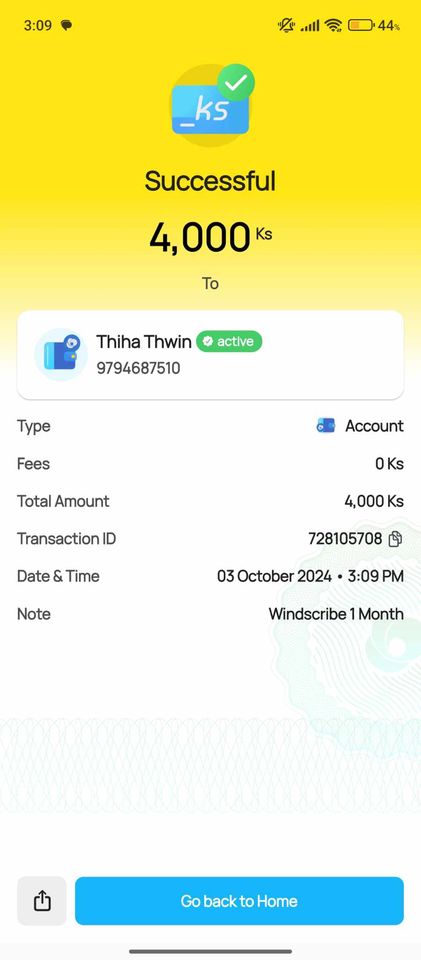 3:09 44%
_ks
Successful
4,000 Ks
To
Thiha Thwin active
9794687510
Type Account
Fees 0 Ks
Total Amount 4,000 Ks
Transaction ID 728105708
Date & Time 03 October 2024 • 3:09 PM
Note Windscribe 1 Month
Go back to Home